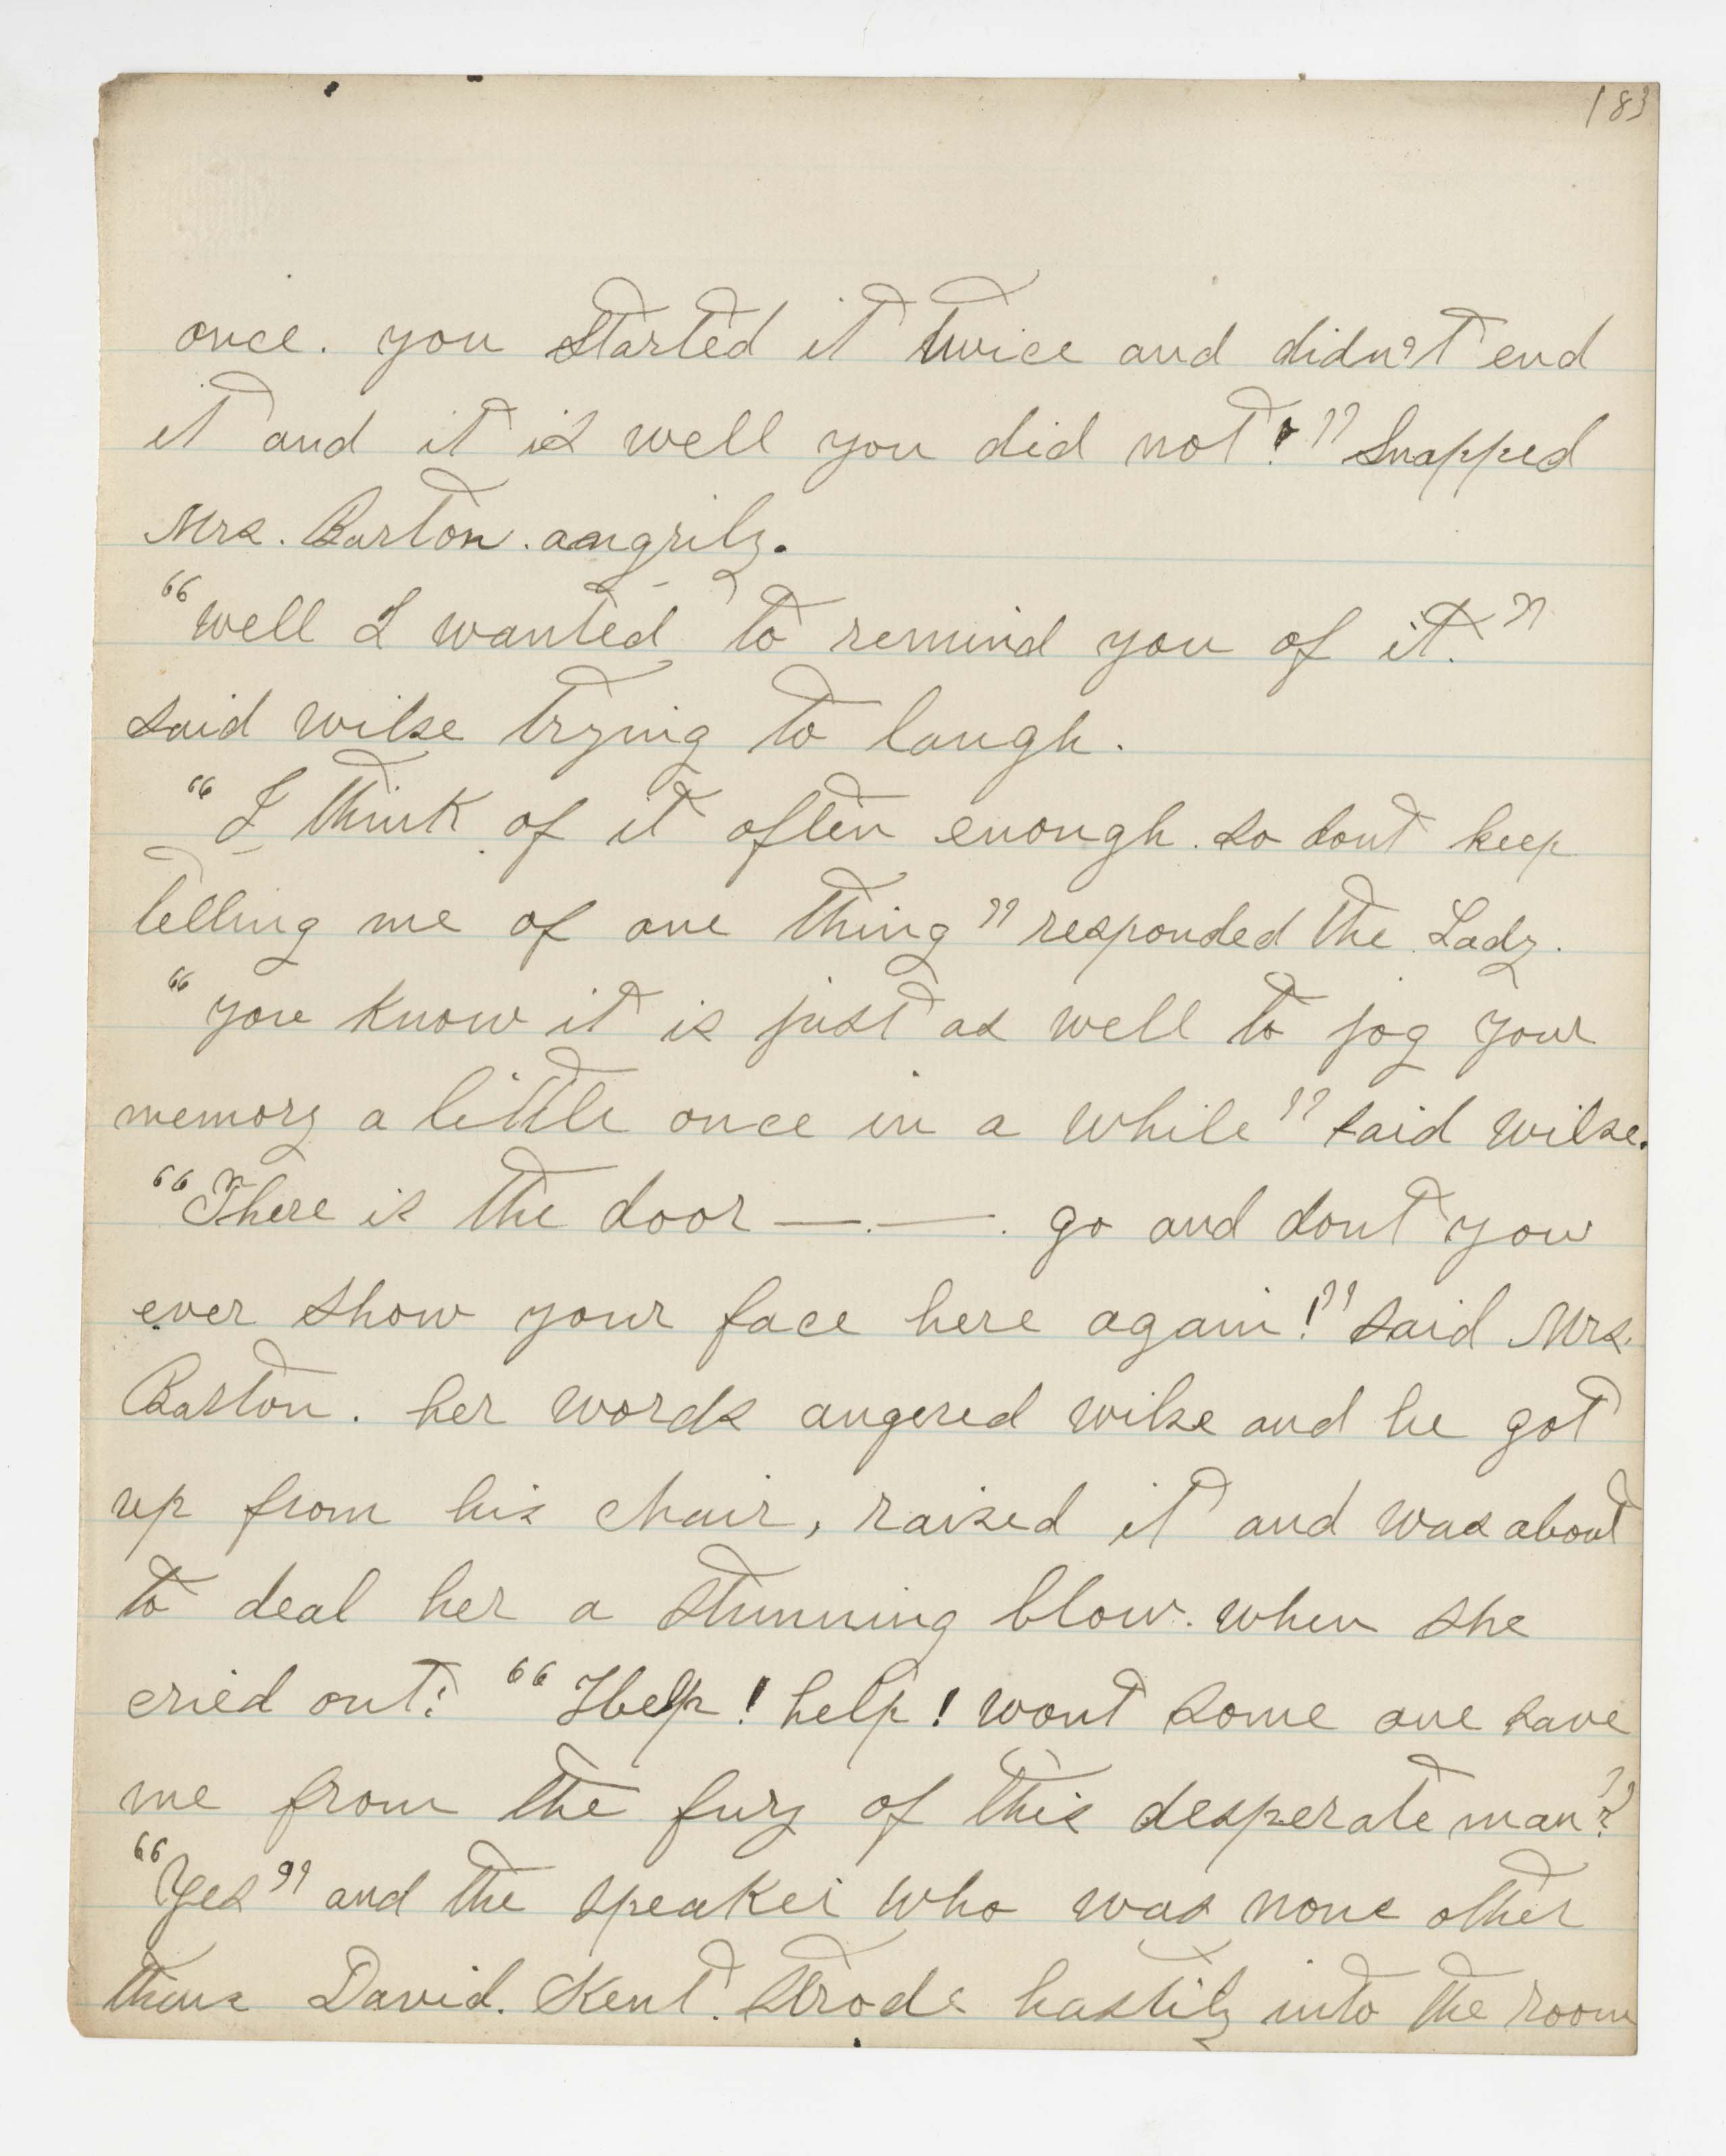 183
once. you started it twice and didn't end
it and it is well you did not!" Snapped
Mrs. Barton. aangrily.
"well I wanted to remind you of it."
said wilse trying to laugh.
"I think of it often enough. so dont keep
telling me of one thing" responded the Lady.
"you know it is just as well to jog your
memory a little once in a while" said wilse.
"There is the door —.—. go and dont you
ever show your face here again!" said Mrs.
Barton. her words angered wilse and he got
up from his chair, raised it and was about
to deal her a stunning blow. when she
cried out: "Help! help! wont some one save
me from the fury of this desperate man?"
"Yes" and the speaker who was none other
than David. Kent. strode hastily into the room